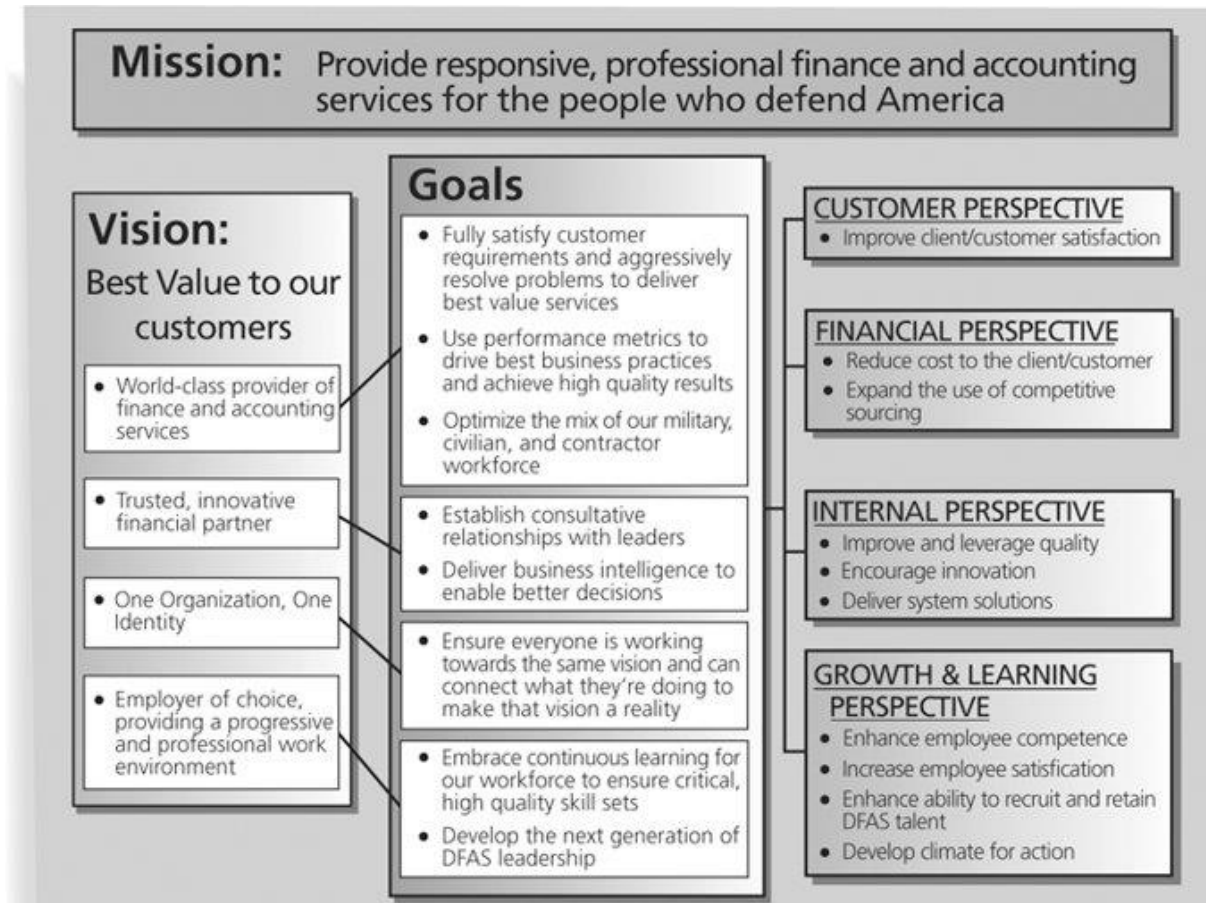 Mission: Provide responsive, professional finance and accounting
services for the people who defend America
Vision:
Best Value to our
customers
• World-class provider of
finance and accounting
services
• Trusted, innovative
financial partner
• One Organization, One
Identity
• Employer of choice,
providing a progressive
and professional work
environment
Goals
• Fully satisfy customer
requirements and aggressively
resolve problems to deliver
best value services
• Use performance metrics to
drive best business practices
and achieve high quality results
• Optimize the mix of our military,
civilian, and contractor
workforce
• Establish consultative
relationships with leaders
• Deliver business intelligence to
enable better decisions
• Ensure everyone is working
towards the same vision and can
connect what they're doing to
make that vision a reality
• Embrace continuous learning for
our workforce to ensure critical,
high quality skill sets
• Develop the next generation of
DFAS leadership
CUSTOMER PERSPECTIVE
• Improve client/customer satisfaction
FINANCIAL PERSPECTIVE
• Reduce cost to the client/customer
• Expand the use of competitive
sourcing
INTERNAL PERSPECTIVE
• Improve and leverage quality
• Encourage innovation
• Deliver system solutions
GROWTH & LEARNING
PERSPECTIVE
• Enhance employee competence
• Increase employee satisfication
• Enhance ability to recruit and retain
DFAS talent
• Develop climate for action